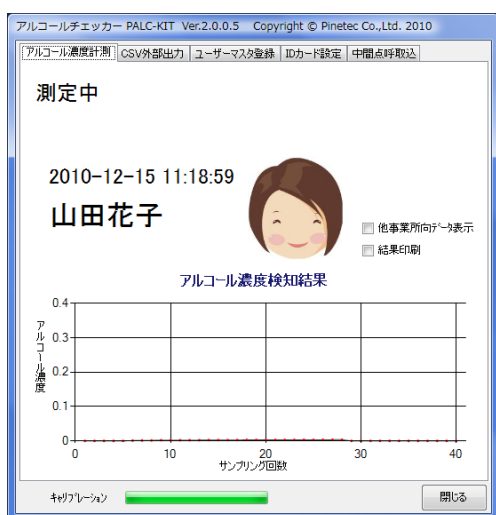 アルコールチェッカー PALC-KIT Ver.2.0.0.5 Copyright © Pinetec Co.,Ltd. 2010
アルコール濃度計測 CSV外部出力 ユーザーマスタ登録 IDカード設定 中間点呼取込
測定中
2010-12-15 11:18:59
山田花子
他事業所向データ表示
結果印刷
アルコール濃度検知結果
アルコール濃度
0.4
0.3
0.2
0.1
0
0 10 20 30 40
サンプリング回数
キャリブレーション
閉じる